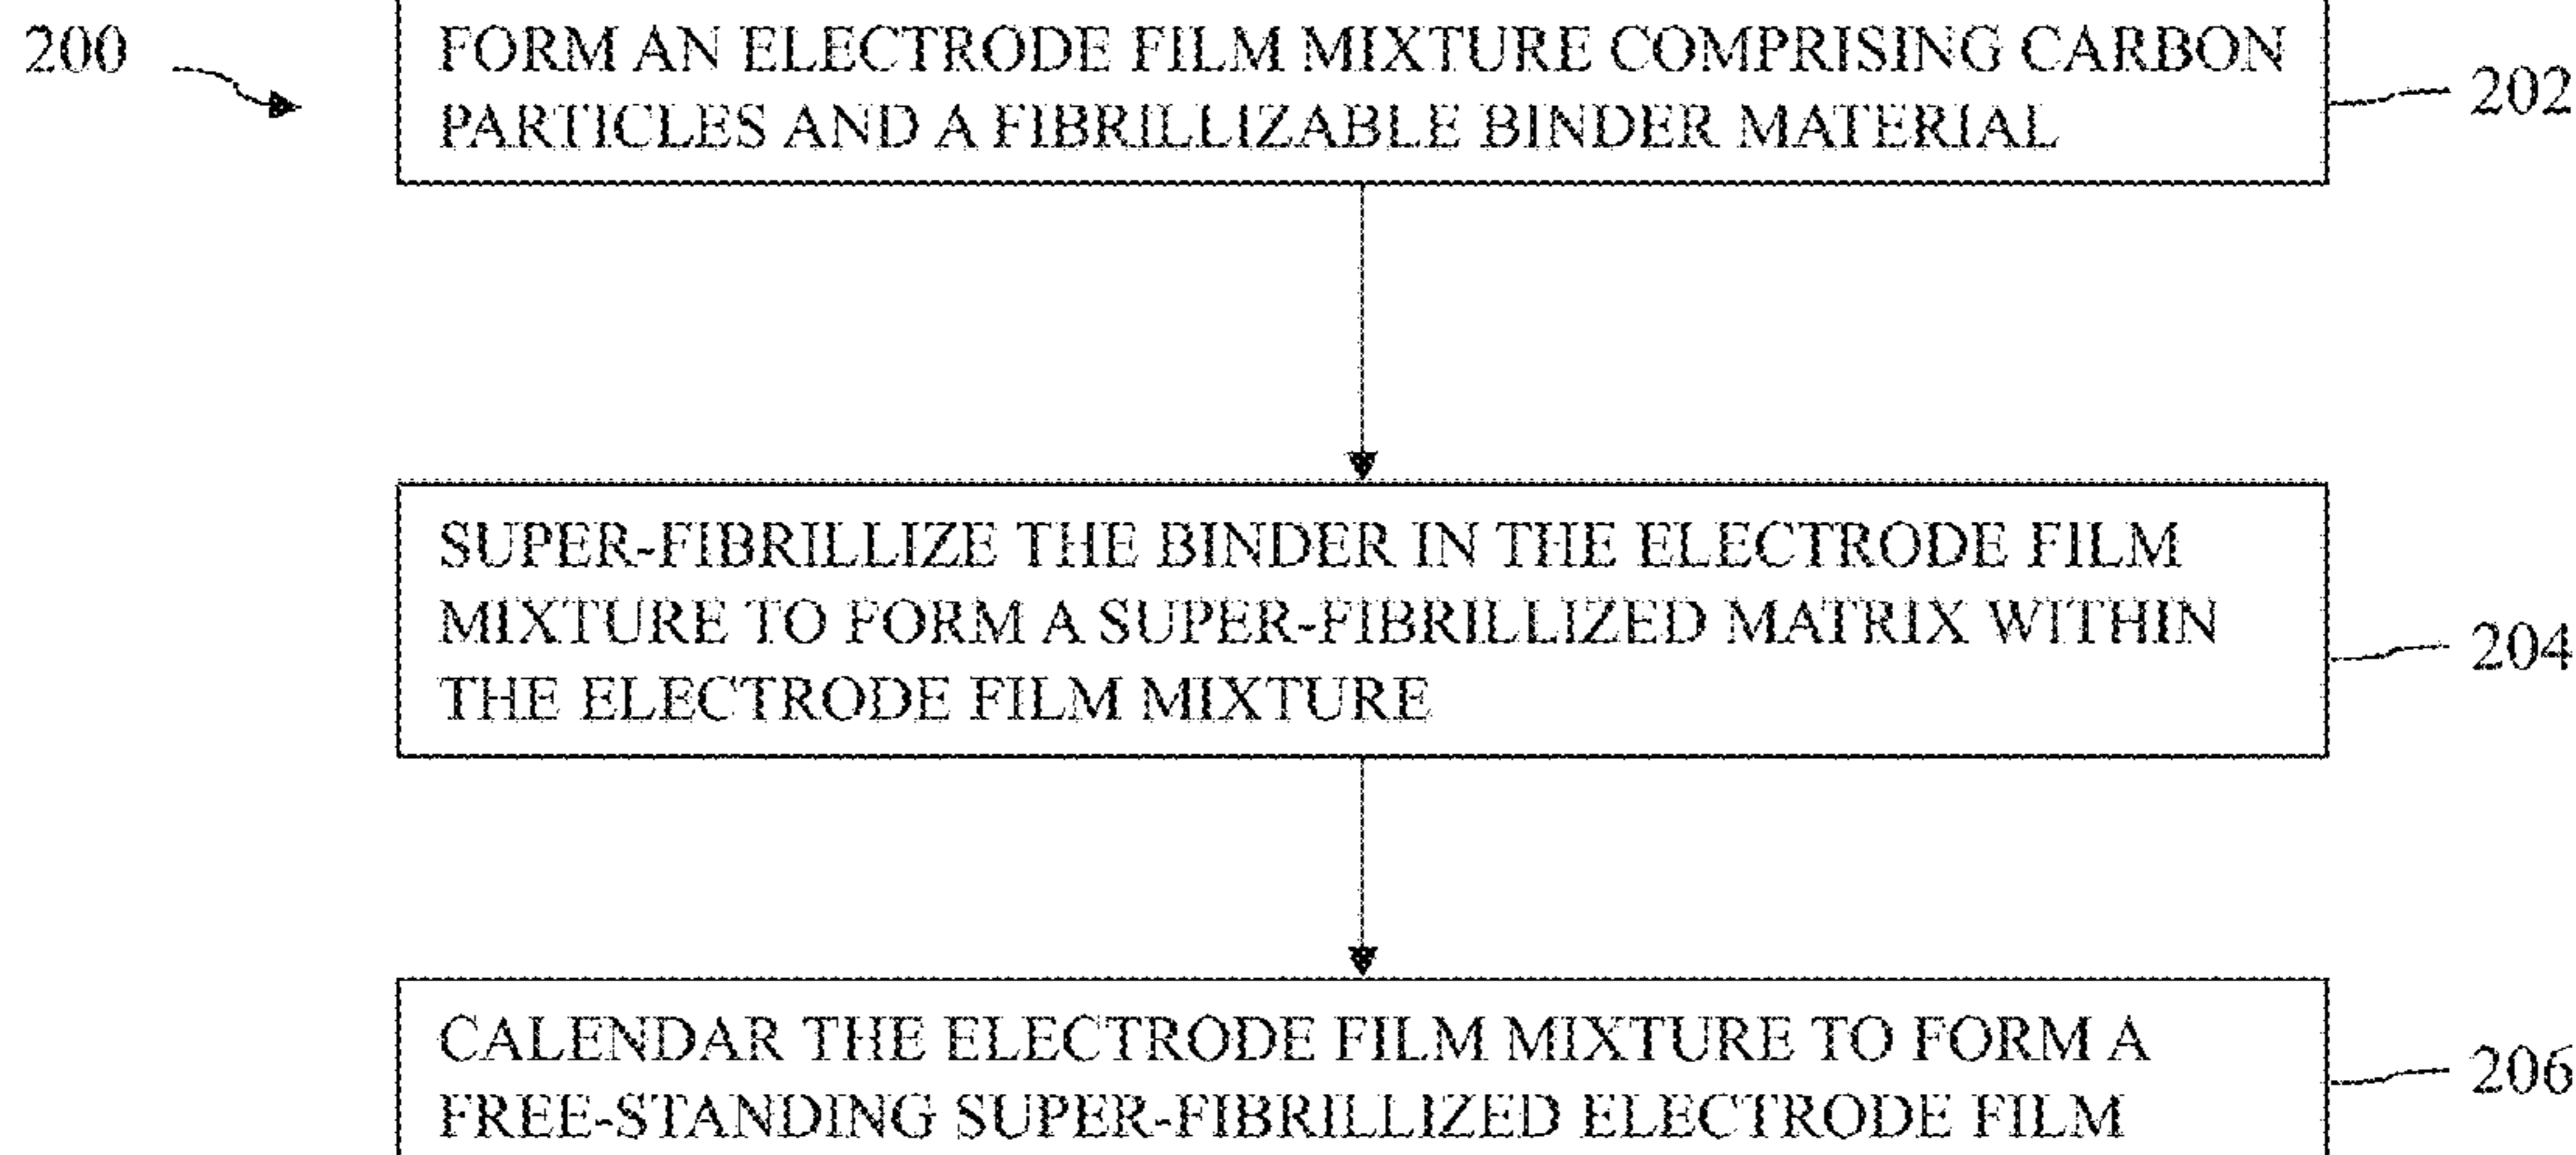 200
FORM AN ELECTRODE FILM MIXTURE COMPRISING CARBON
PARTICLES AND A FIBRILLIZABLE BINDER MATERIAL
202
SUPER-FIBRILLIZE THE BINDER IN THE ELECTRODE FILM
MIXTURE TO FORM A SUPER-FIBRILLIZED MATRIX WITHIN
THE ELECTRODE FILM MIXTURE
204
CALENDAR THE ELECTRODE FILM MIXTURE TO FORM A
FREE-STANDING SUPER-FIBRILLIZED ELECTRODE FILM
206